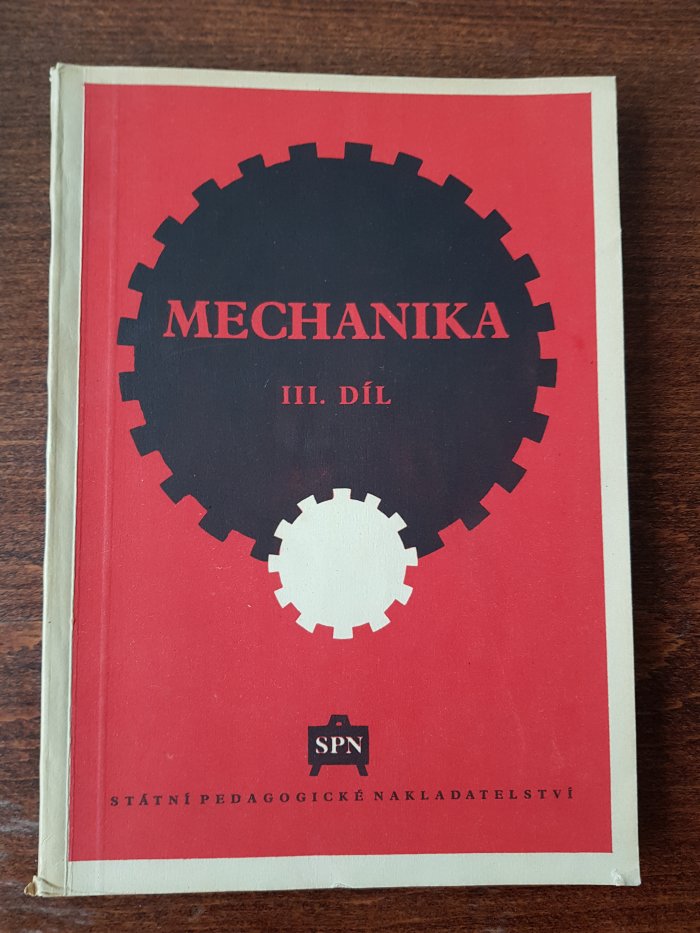 MECHANIKA
III. DÍL
SPN
STÁTNÍ PEDAGOGICKÉ NAKLADATELSTVÍ